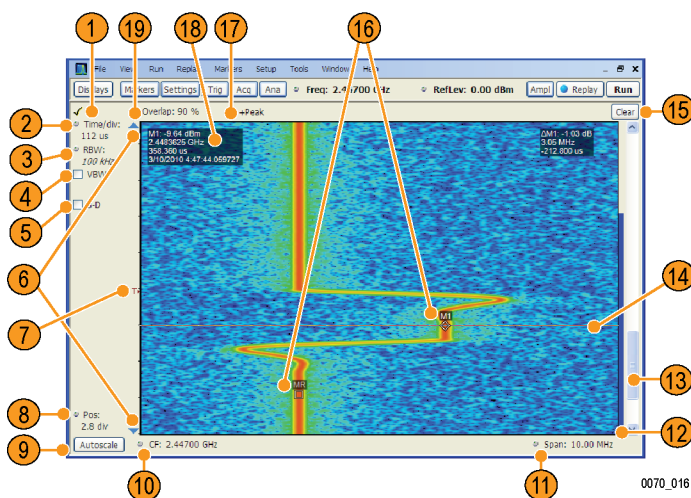 1 19 18 17 16
File View Run Replay Markers Setup Tools Window Help
Displays Markers Settings Trig Acq Ana Freq: 2.44700 GHz RefLev: 0.00 dBm Ampl Replay Run
Overlap: 90 % +Peak Clear 15
2 Time/div:
112 us
M1: -9.64 dBm
2.4483625 GHz
358.360 us
3/10/2010 4:47:44.059727
ΔM1: -1.03 dB
3.05 MHz
-212.800 us
3 RBW:
100 kHz
4 VBW
5
6
7
M1
14
MR
13
8 Pos:
2.8 div
12
9 Autoscale CF: 2.44700 GHz Span: 10.00 MHz
10 11
0070_016